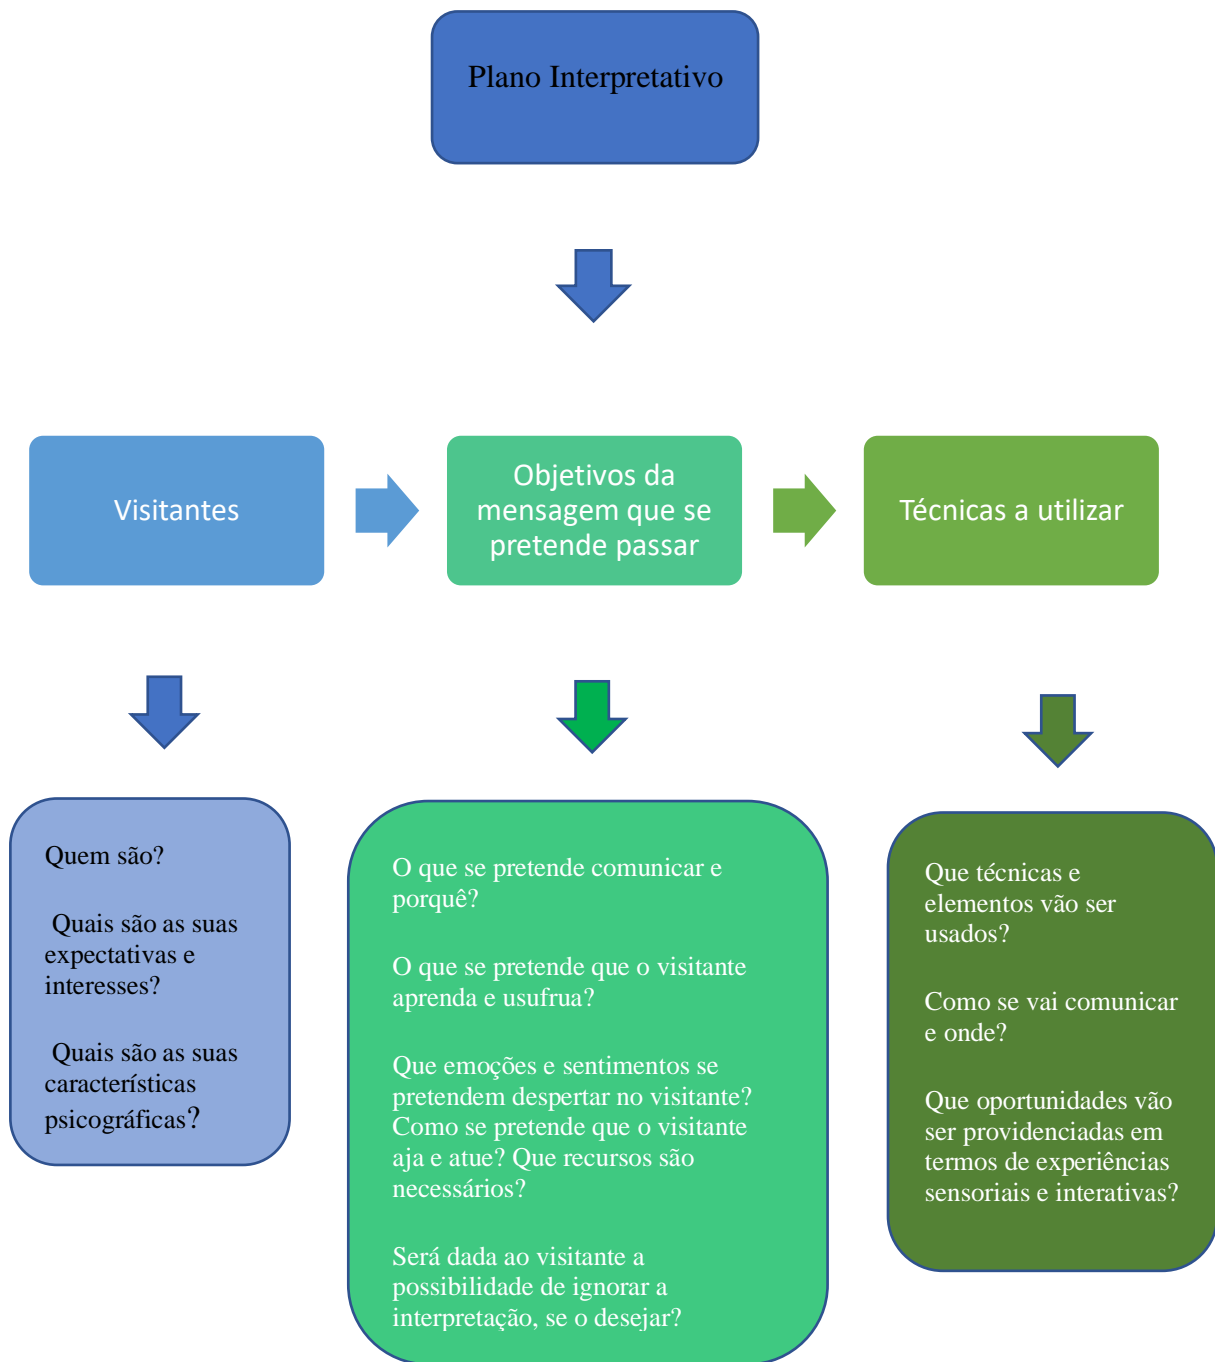 Plano Interpretativo
Visitantes
Objetivos da
mensagem que se
pretende passar
Técnicas a utilizar
Quem são?
Quais são as suas
expectativas e
interesses?
Quais são as suas
características
psicográficas?
O que se pretende comunicar e
porquê?
O que se pretende que o visitante
aprenda e usufrua?
Que emoções e sentimentos se
pretendem despertar no visitante?
Como se pretende que o visitante
aja e atue? Que recursos são
necessários?
Será dada ao visitante a
possibilidade de ignorar a
interpretação, se o desejar?
Que técnicas e
elementos vão ser
usados?
Como se vai comunicar
e onde?
Que oportunidades vão
ser providenciadas em
termos de experiências
sensoriais e interativas?